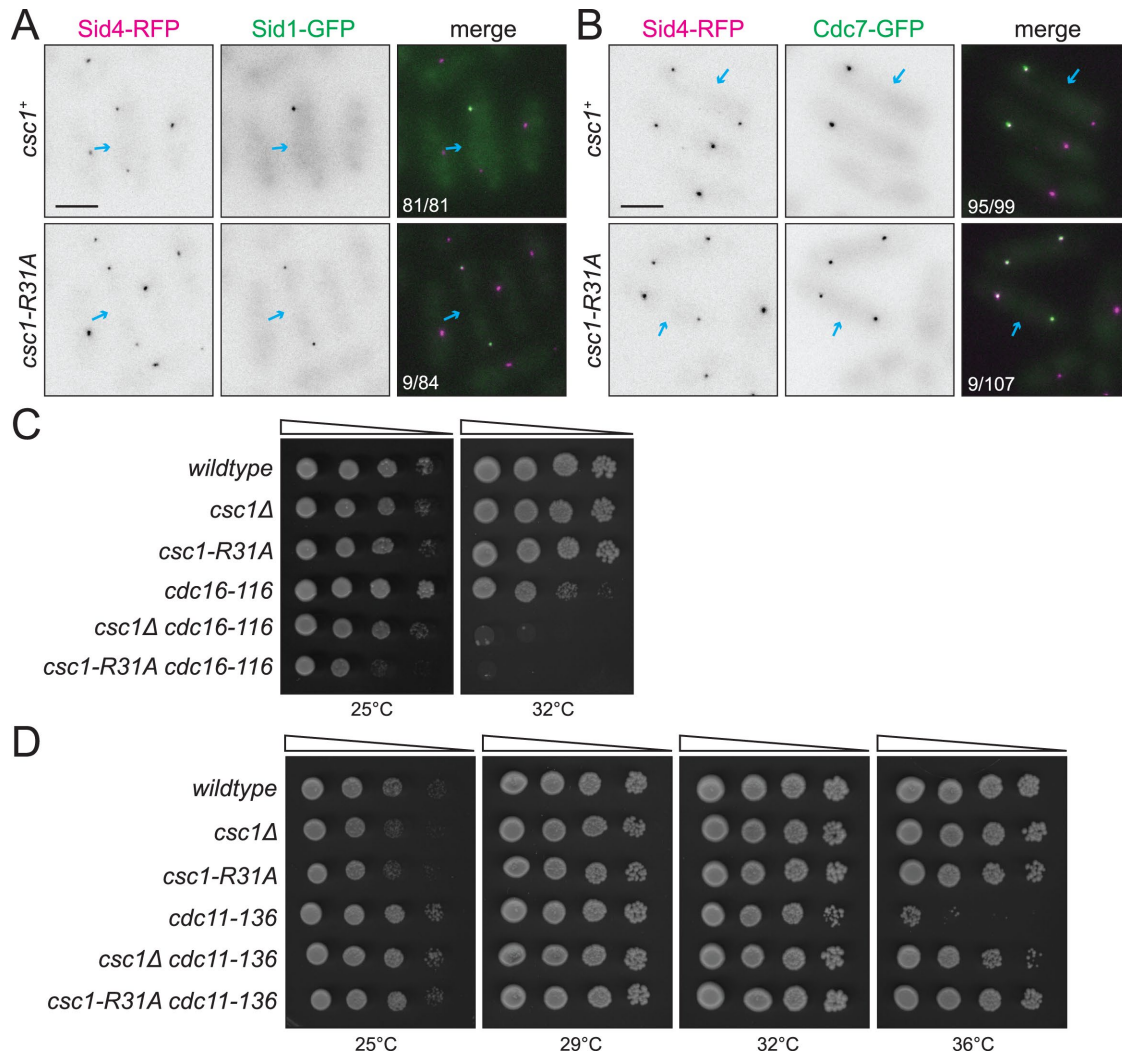 A
Sid4-RFP
Sid1-GFP
merge
csc1+
81/81
csc1-R31A
9/84
B
Sid4-RFP
Cdc7-GFP
merge
csc1+
95/99
csc1-R31A
9/107
C
wildtype
csc1Δ
csc1-R31A
cdc16-116
csc1Δ cdc16-116
csc1-R31A cdc16-116
25°C
32°C
D
wildtype
csc1Δ
csc1-R31A
cdc11-136
csc1Δ cdc11-136
csc1-R31A cdc11-136
25°C
29°C
32°C
36°C